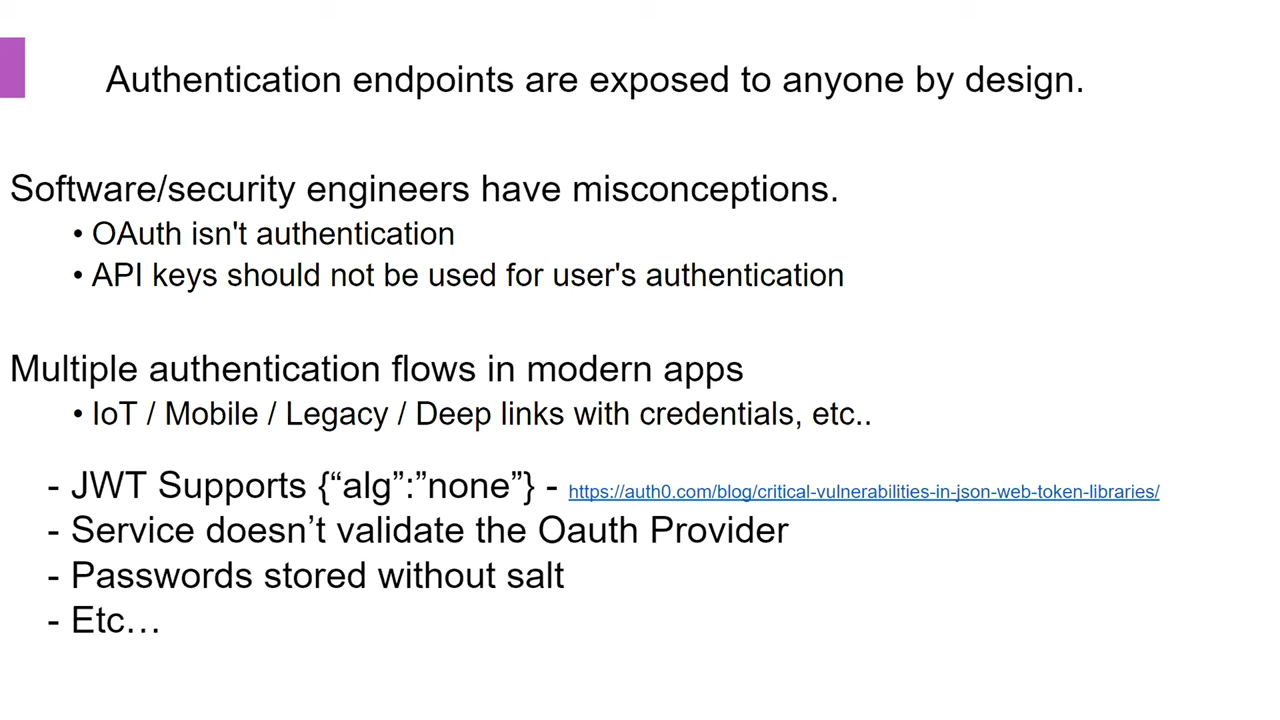 Authentication endpoints are exposed to anyone by design.
Software/security engineers have misconceptions.
• OAuth isn't authentication
• API keys should not be used for user's authentication
Multiple authentication flows in modern apps
• IoT / Mobile / Legacy / Deep links with credentials, etc..
- JWT Supports {“alg”:”none”} - https://auth0.com/blog/critical-vulnerabilities-in-json-web-token-libraries/
- Service doesn’t validate the Oauth Provider
- Passwords stored without salt
- Etc…